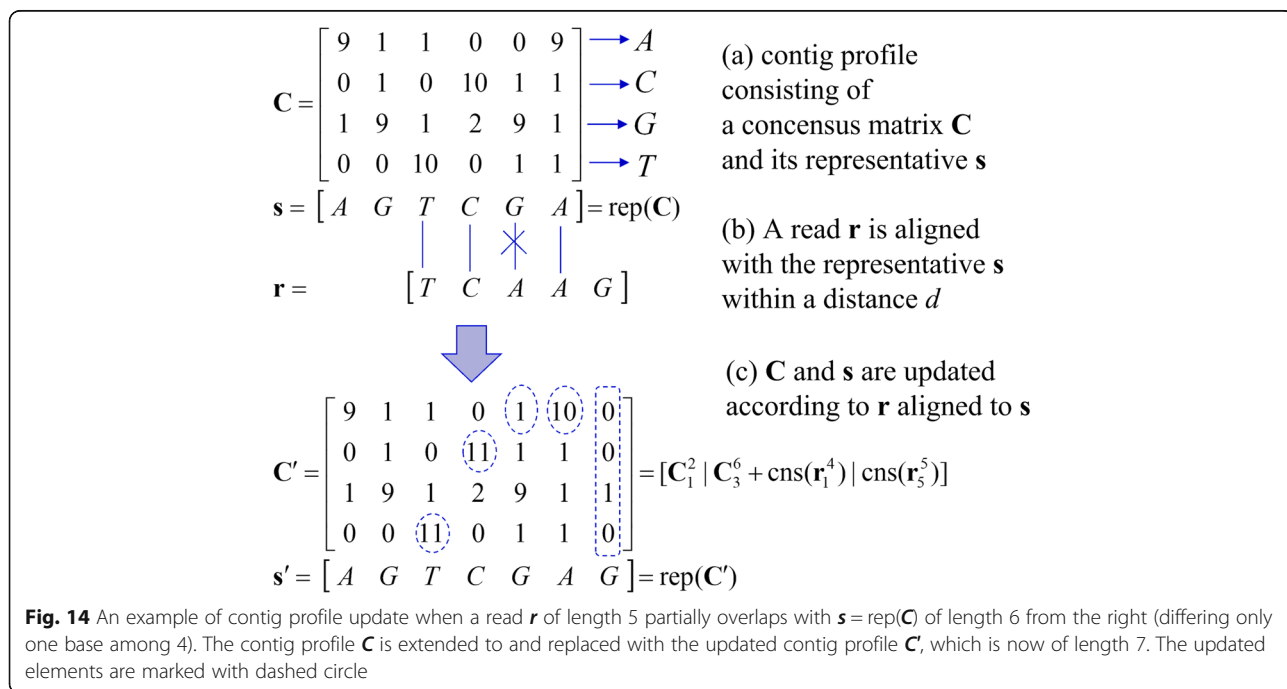 C = [ 9 1 1 0 0 9 ] → A
0 1 0 10 1 1 → C
1 9 1 2 9 1 → G
0 0 10 0 1 1 → T
(a) contig profile
consisting of
a concensus matrix C
and its representative s
s = [ A G T C G A ] = rep(C)
(b) A read r is aligned
with the representative s
within a distance d
r = [ T C A A G ]
(c) C and s are updated
according to r aligned to s
C′ = [ 9 1 1 0 1 10 0
0 1 0 11 1 1 0
1 9 1 2 9 1 1
0 0 11 0 1 1 0 ] = [C₁² | C₃⁶ + cns(r₁⁴) | cns(r₅⁵)]
s′ = [ A G T C G A G ] = rep(C′)
Fig. 14 An example of contig profile update when a read r of length 5 partially overlaps with s = rep(C) of length 6 from the right (differing only
one base among 4). The contig profile C is extended to and replaced with the updated contig profile C′, which is now of length 7. The updated
elements are marked with dashed circle